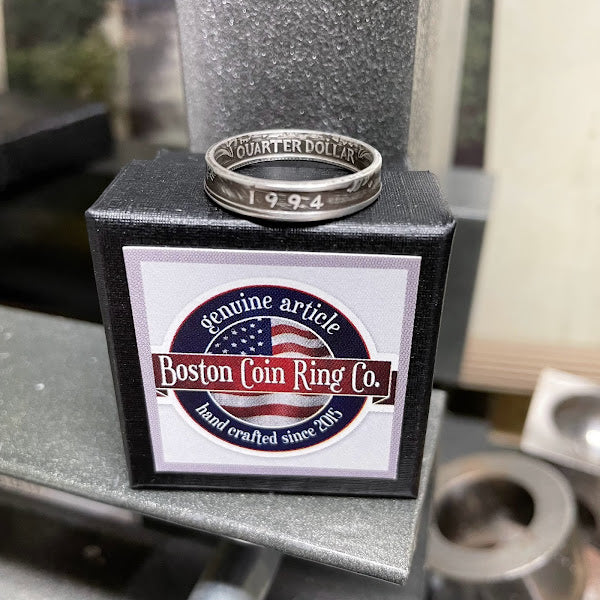 QUARTER DOLLAR
1994
genuine article
Boston Coin Ring Co.
hand crafted since 2015